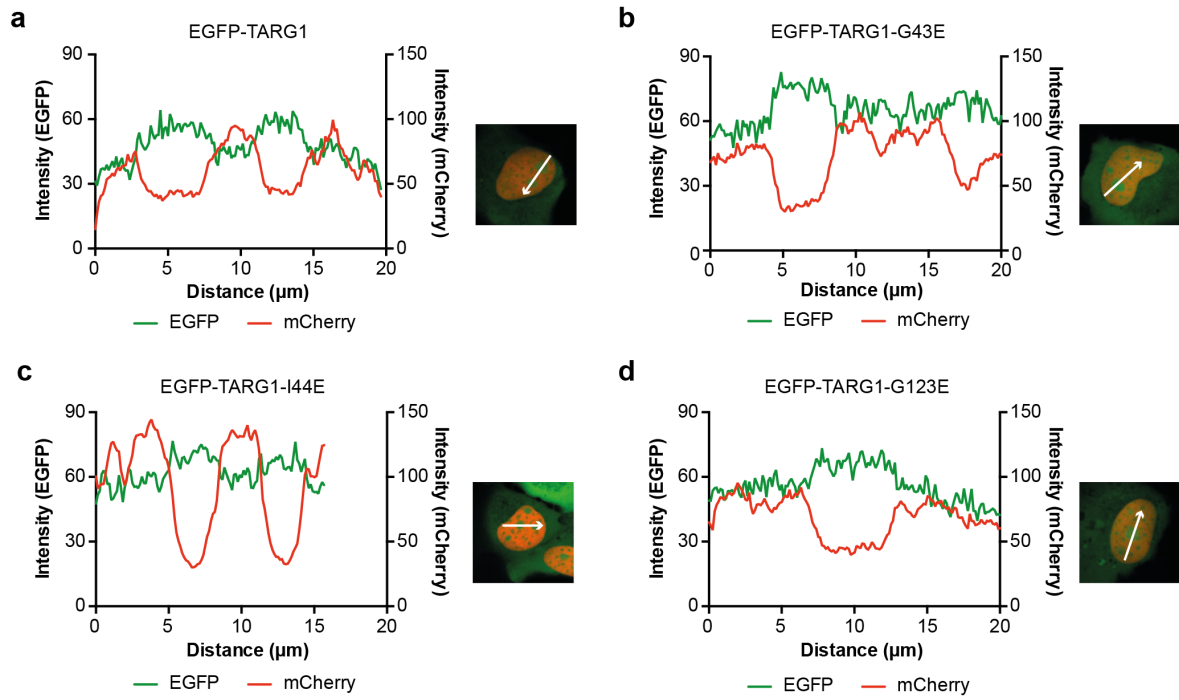 a
EGFP-TARG1
90
60
30
0
Intensity (EGFP)
150
100
50
0
Intensity (mCherry)
0 5 10 15 20
Distance (µm)
EGFP mCherry
b
EGFP-TARG1-G43E
90
60
30
0
Intensity (EGFP)
150
100
50
0
Intensity (mCherry)
0 5 10 15 20
Distance (µm)
EGFP mCherry
c
EGFP-TARG1-I44E
90
60
30
0
Intensity (EGFP)
150
100
50
0
Intensity (mCherry)
0 5 10 15 20
Distance (µm)
EGFP mCherry
d
EGFP-TARG1-G123E
90
60
30
0
Intensity (EGFP)
150
100
50
0
Intensity (mCherry)
0 5 10 15 20
Distance (µm)
EGFP mCherry